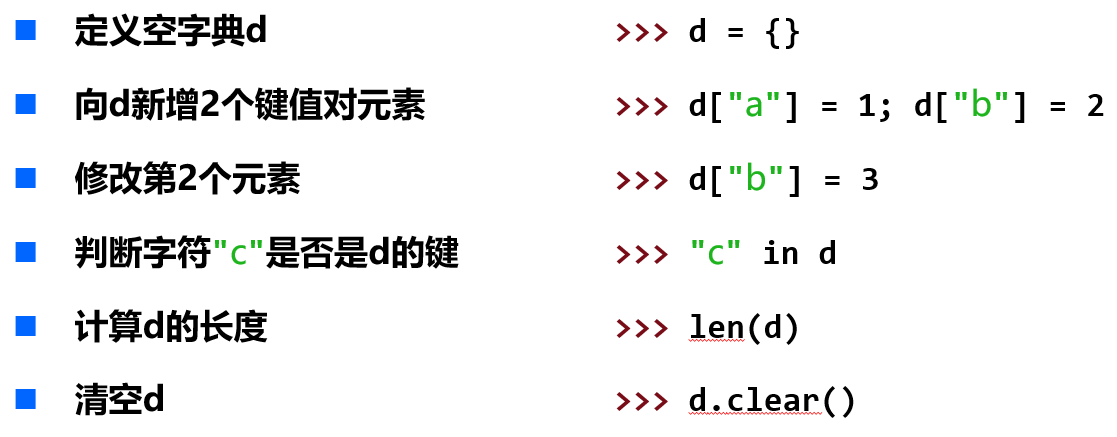 定义空字典d >>> d = {}
向d新增2个键值对元素 >>> d["a"] = 1; d["b"] = 2
修改第2个元素 >>> d["b"] = 3
判断字符"c"是否是d的键 >>> "c" in d
计算d的长度 >>> len(d)
清空d >>> d.clear()